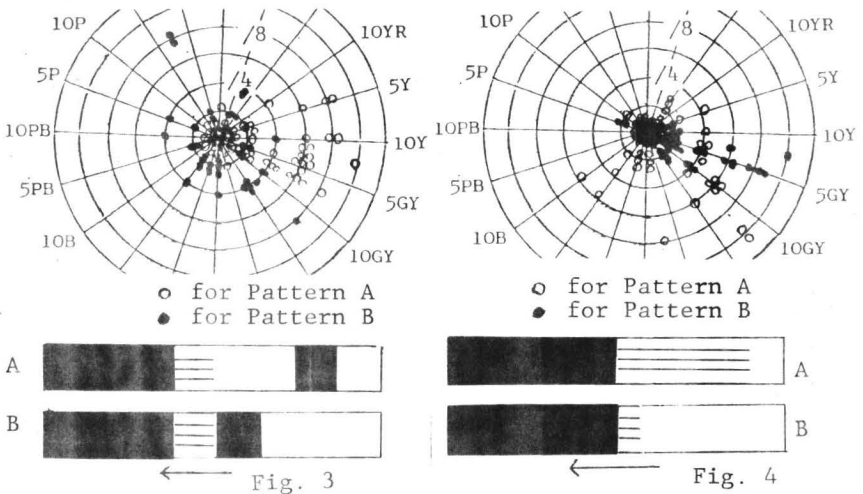 10P
5P
10PB
5PB
10B
8
4
10YR
5Y
10Y
5GY
10GY
o for Pattern A
● for Pattern B
A
B
Fig. 3
10P
5P
10PB
5PB
10B
8
4
10YR
5Y
10Y
5GY
10GY
o for Pattern A
● for Pattern B
A
B
Fig. 4